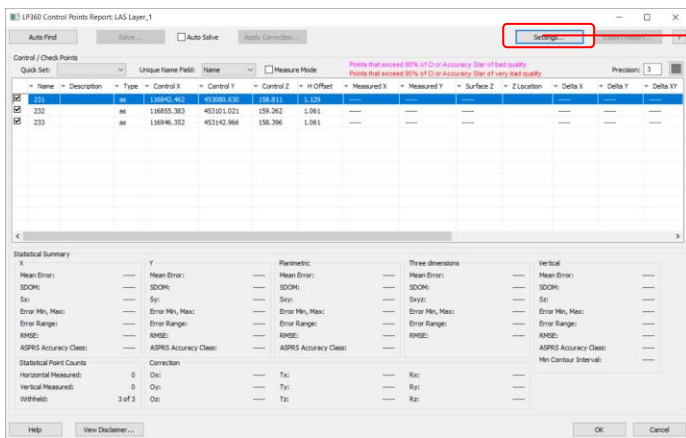 LP360 Control Points Report: LAS Layer_1
Auto Find Solve... Auto Solve Apply Correction... Settings... Export Report...
Control / Check Points
Quick Set: Unique Name Field: Name Measure Mode Points that exceed 90% of CI or Accuracy Star of bad quality Precision: 3
Points that exceed 95% of CI or Accuracy Star of very bad quality
Name Description Type Control X Control Y Control Z H Offset Measured X Measured Y Surface Z Z Location Delta X Delta Y Delta XY
231 as 116842.462 453080.630 158.811 1.129 ----- ----- ----- ----- ----- -----
232 as 116855.383 453101.021 159.262 1.061 ----- ----- ----- ----- ----- -----
233 as 116946.352 453142.966 158.396 1.061 ----- ----- ----- ----- ----- -----
Statistical Summary
X Y Planimetric Three dimensions Vertical
Mean Error: ----- Mean Error: ----- Mean Error: ----- Mean Error: ----- Mean Error: -----
SDOM: ----- SDOM: ----- SDOM: ----- SDOM: ----- SDOM: -----
Sx: ----- Sy: ----- Sxy: ----- Sxyz: ----- Sz: -----
Error Min, Max: ----- Error Min, Max: ----- Error Min, Max: ----- Error Min, Max: ----- Error Min, Max: -----
Error Range: ----- Error Range: ----- Error Range: ----- Error Range: ----- Error Range: -----
RMSE: ----- RMSE: ----- RMSE: ----- RMSE: ----- RMSE: -----
ASPRS Accuracy Class: ----- ASPRS Accuracy Class: ----- ASPRS Accuracy Class: ----- ASPRS Accuracy Class: -----
Min Contour Interval: -----
Statistical Point Counts Correction
Horizontal Measured: 0 Ox: ----- Tx: ----- Rx: -----
Vertical Measured: 0 Oy: ----- Ty: ----- Ry: -----
Withheld: 3 of 3 Oz: ----- Tz: ----- Rz: -----
Help View Disclaimer... OK Cancel